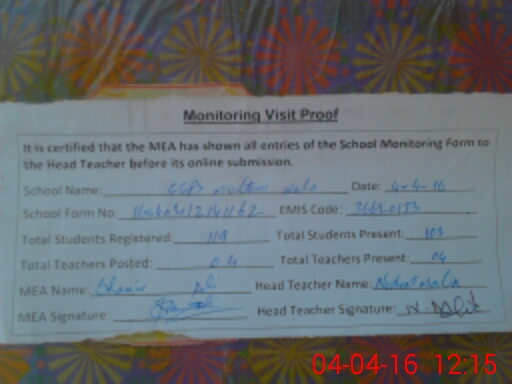 Monitoring Visit Proof
It is certified that the MEA has shown all entries of the School Monitoring Form to
the Head Teacher before its online submission.
School Name: GGPS Date: 4-4-16
School Form No: EMIS Code:
Total Students Registered: 119 Total Students Present: 103
Total Teachers Posted: 04 Total Teachers Present: 04
MEA Name: Ali Head Teacher Name:
MEA Signature: Head Teacher Signature:
04-04-16 12:15